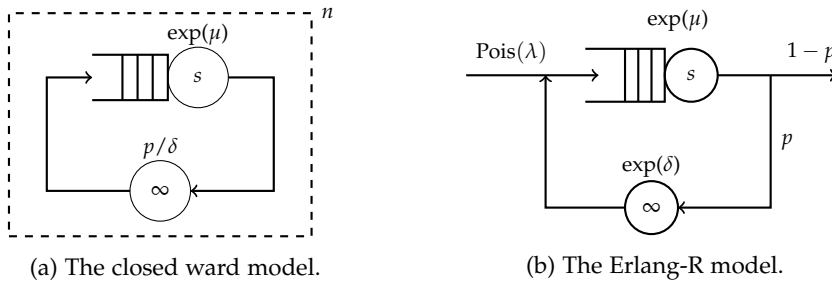 n
exp(μ)
s
p/δ
∞
(a) The closed ward model.
exp(μ)
Pois(λ)
s
1 − p
p
exp(δ)
∞
(b) The Erlang-R model.